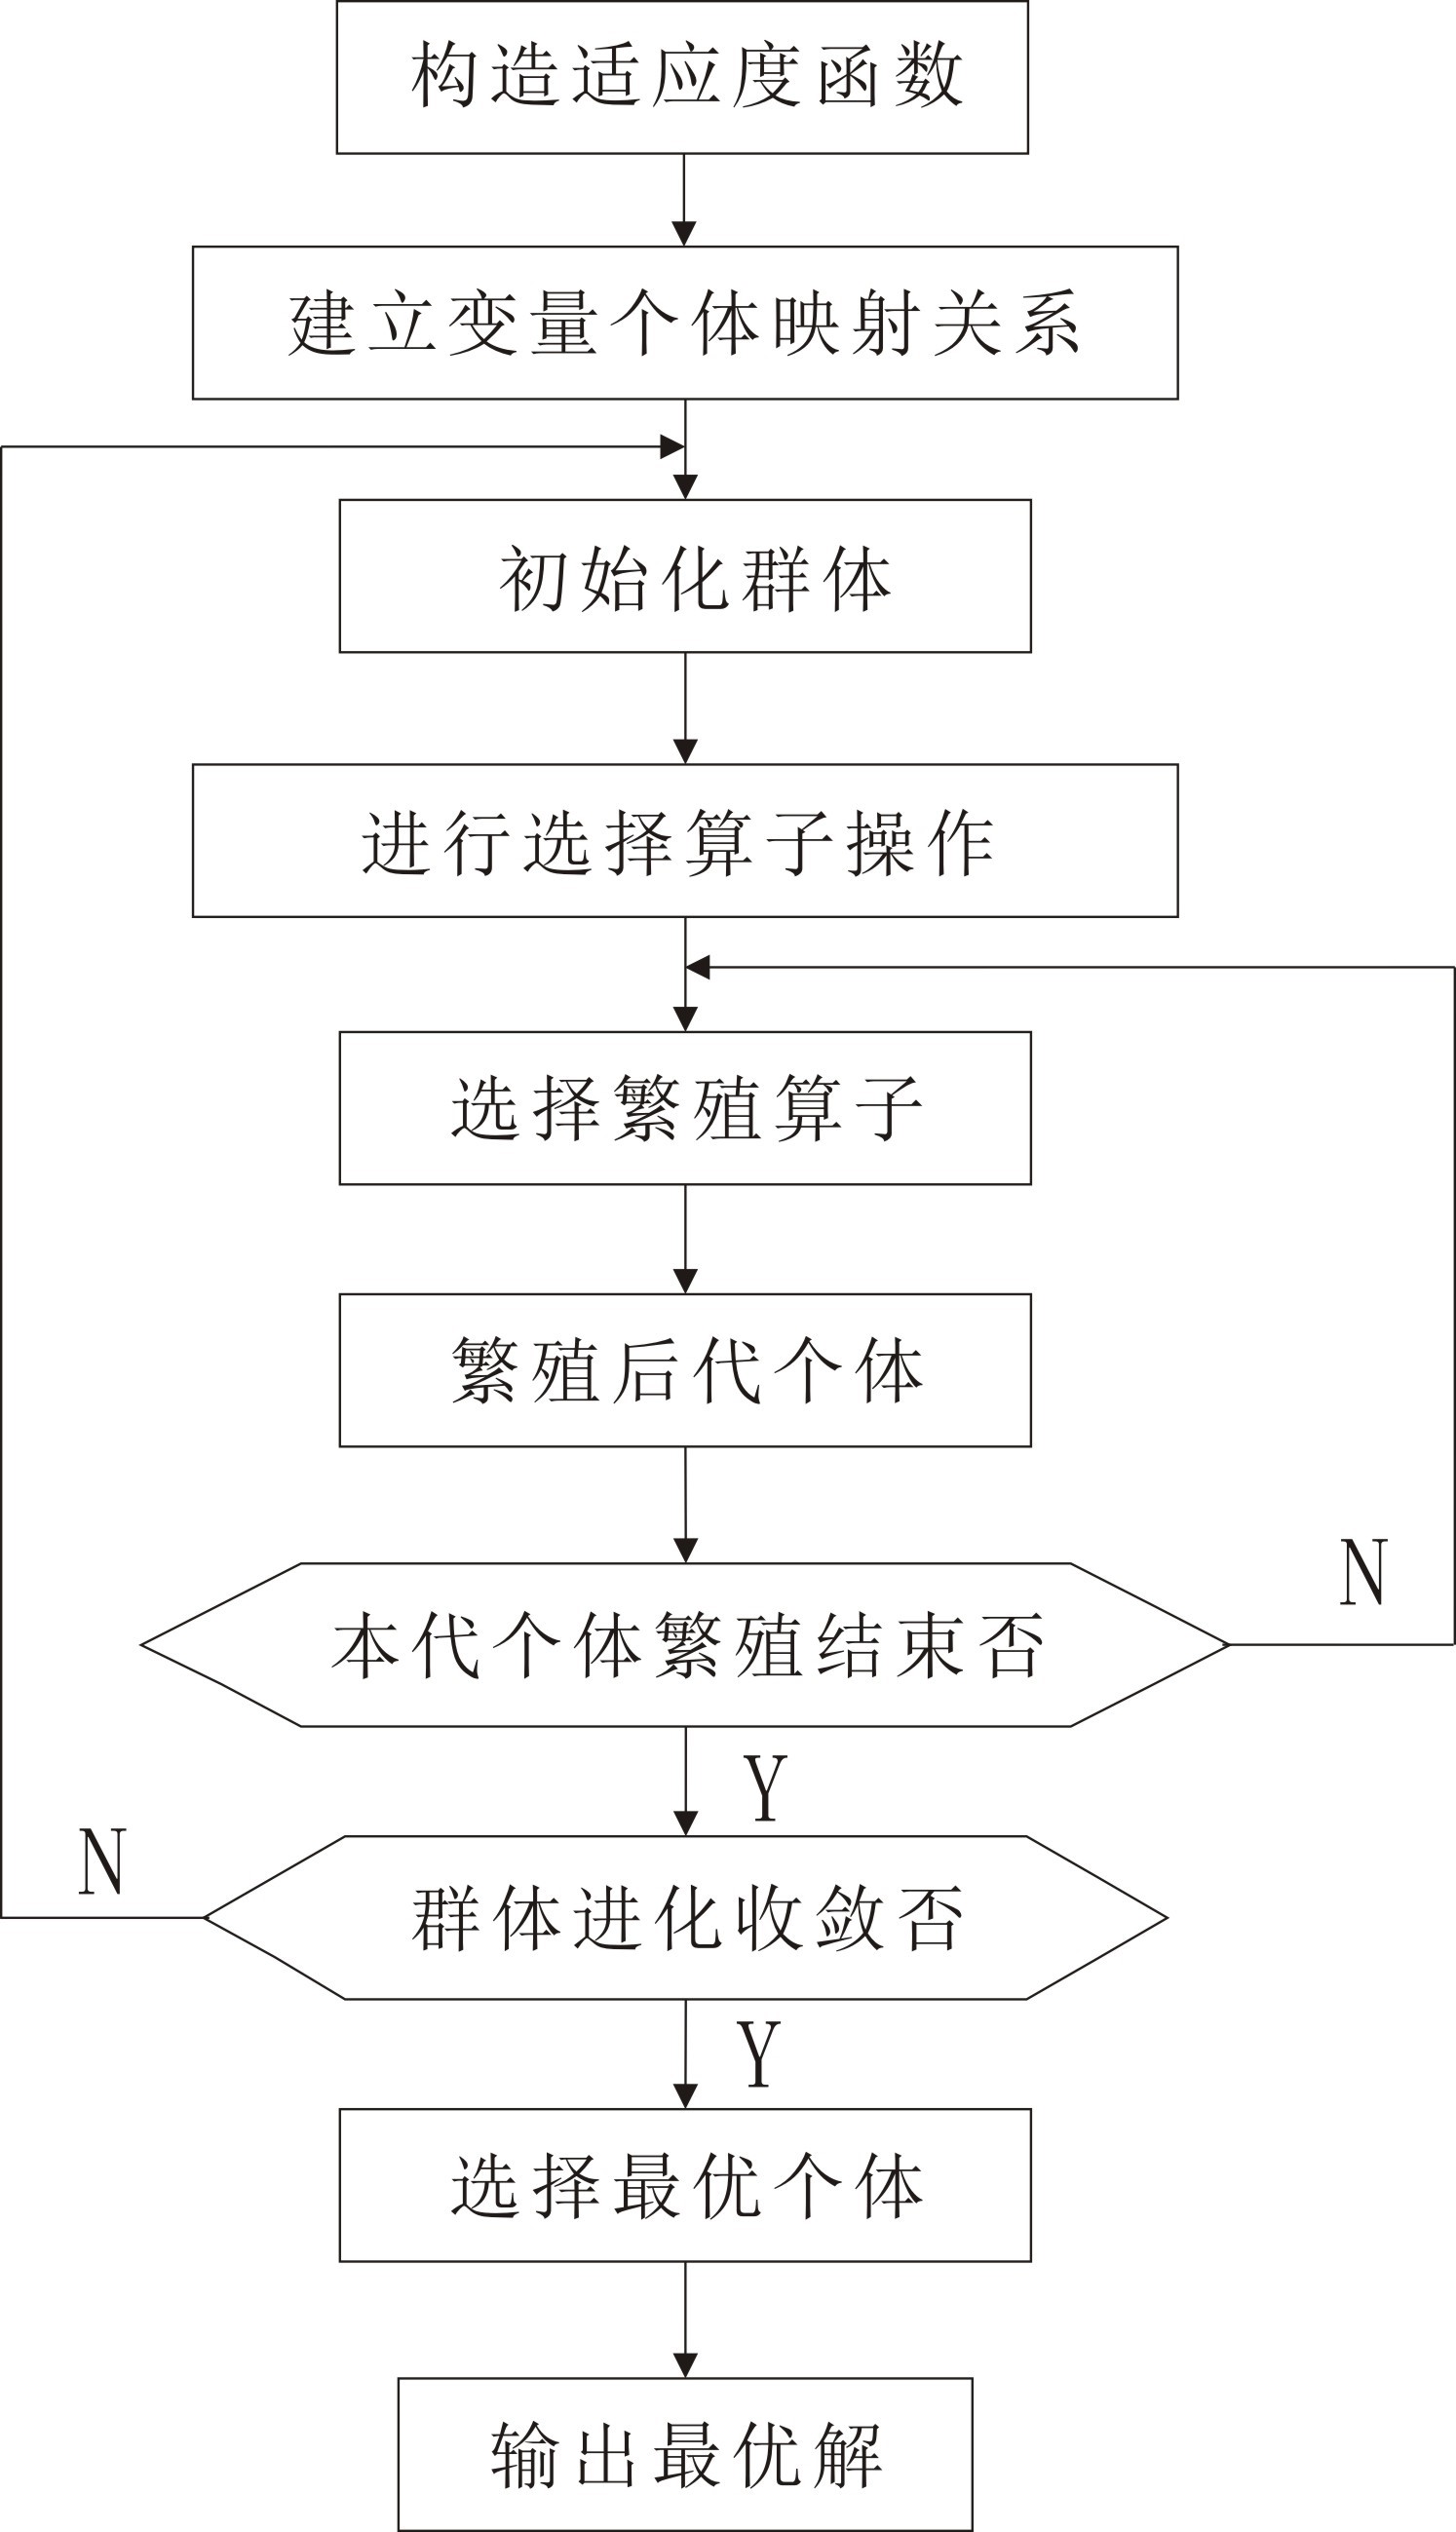 构造适应度函数
建立变量个体映射关系
初始化群体
进行选择算子操作
选择繁殖算子
繁殖后代个体
N
本代个体繁殖结束否
Y
N
群体进化收敛否
Y
选择最优个体
输出最优解